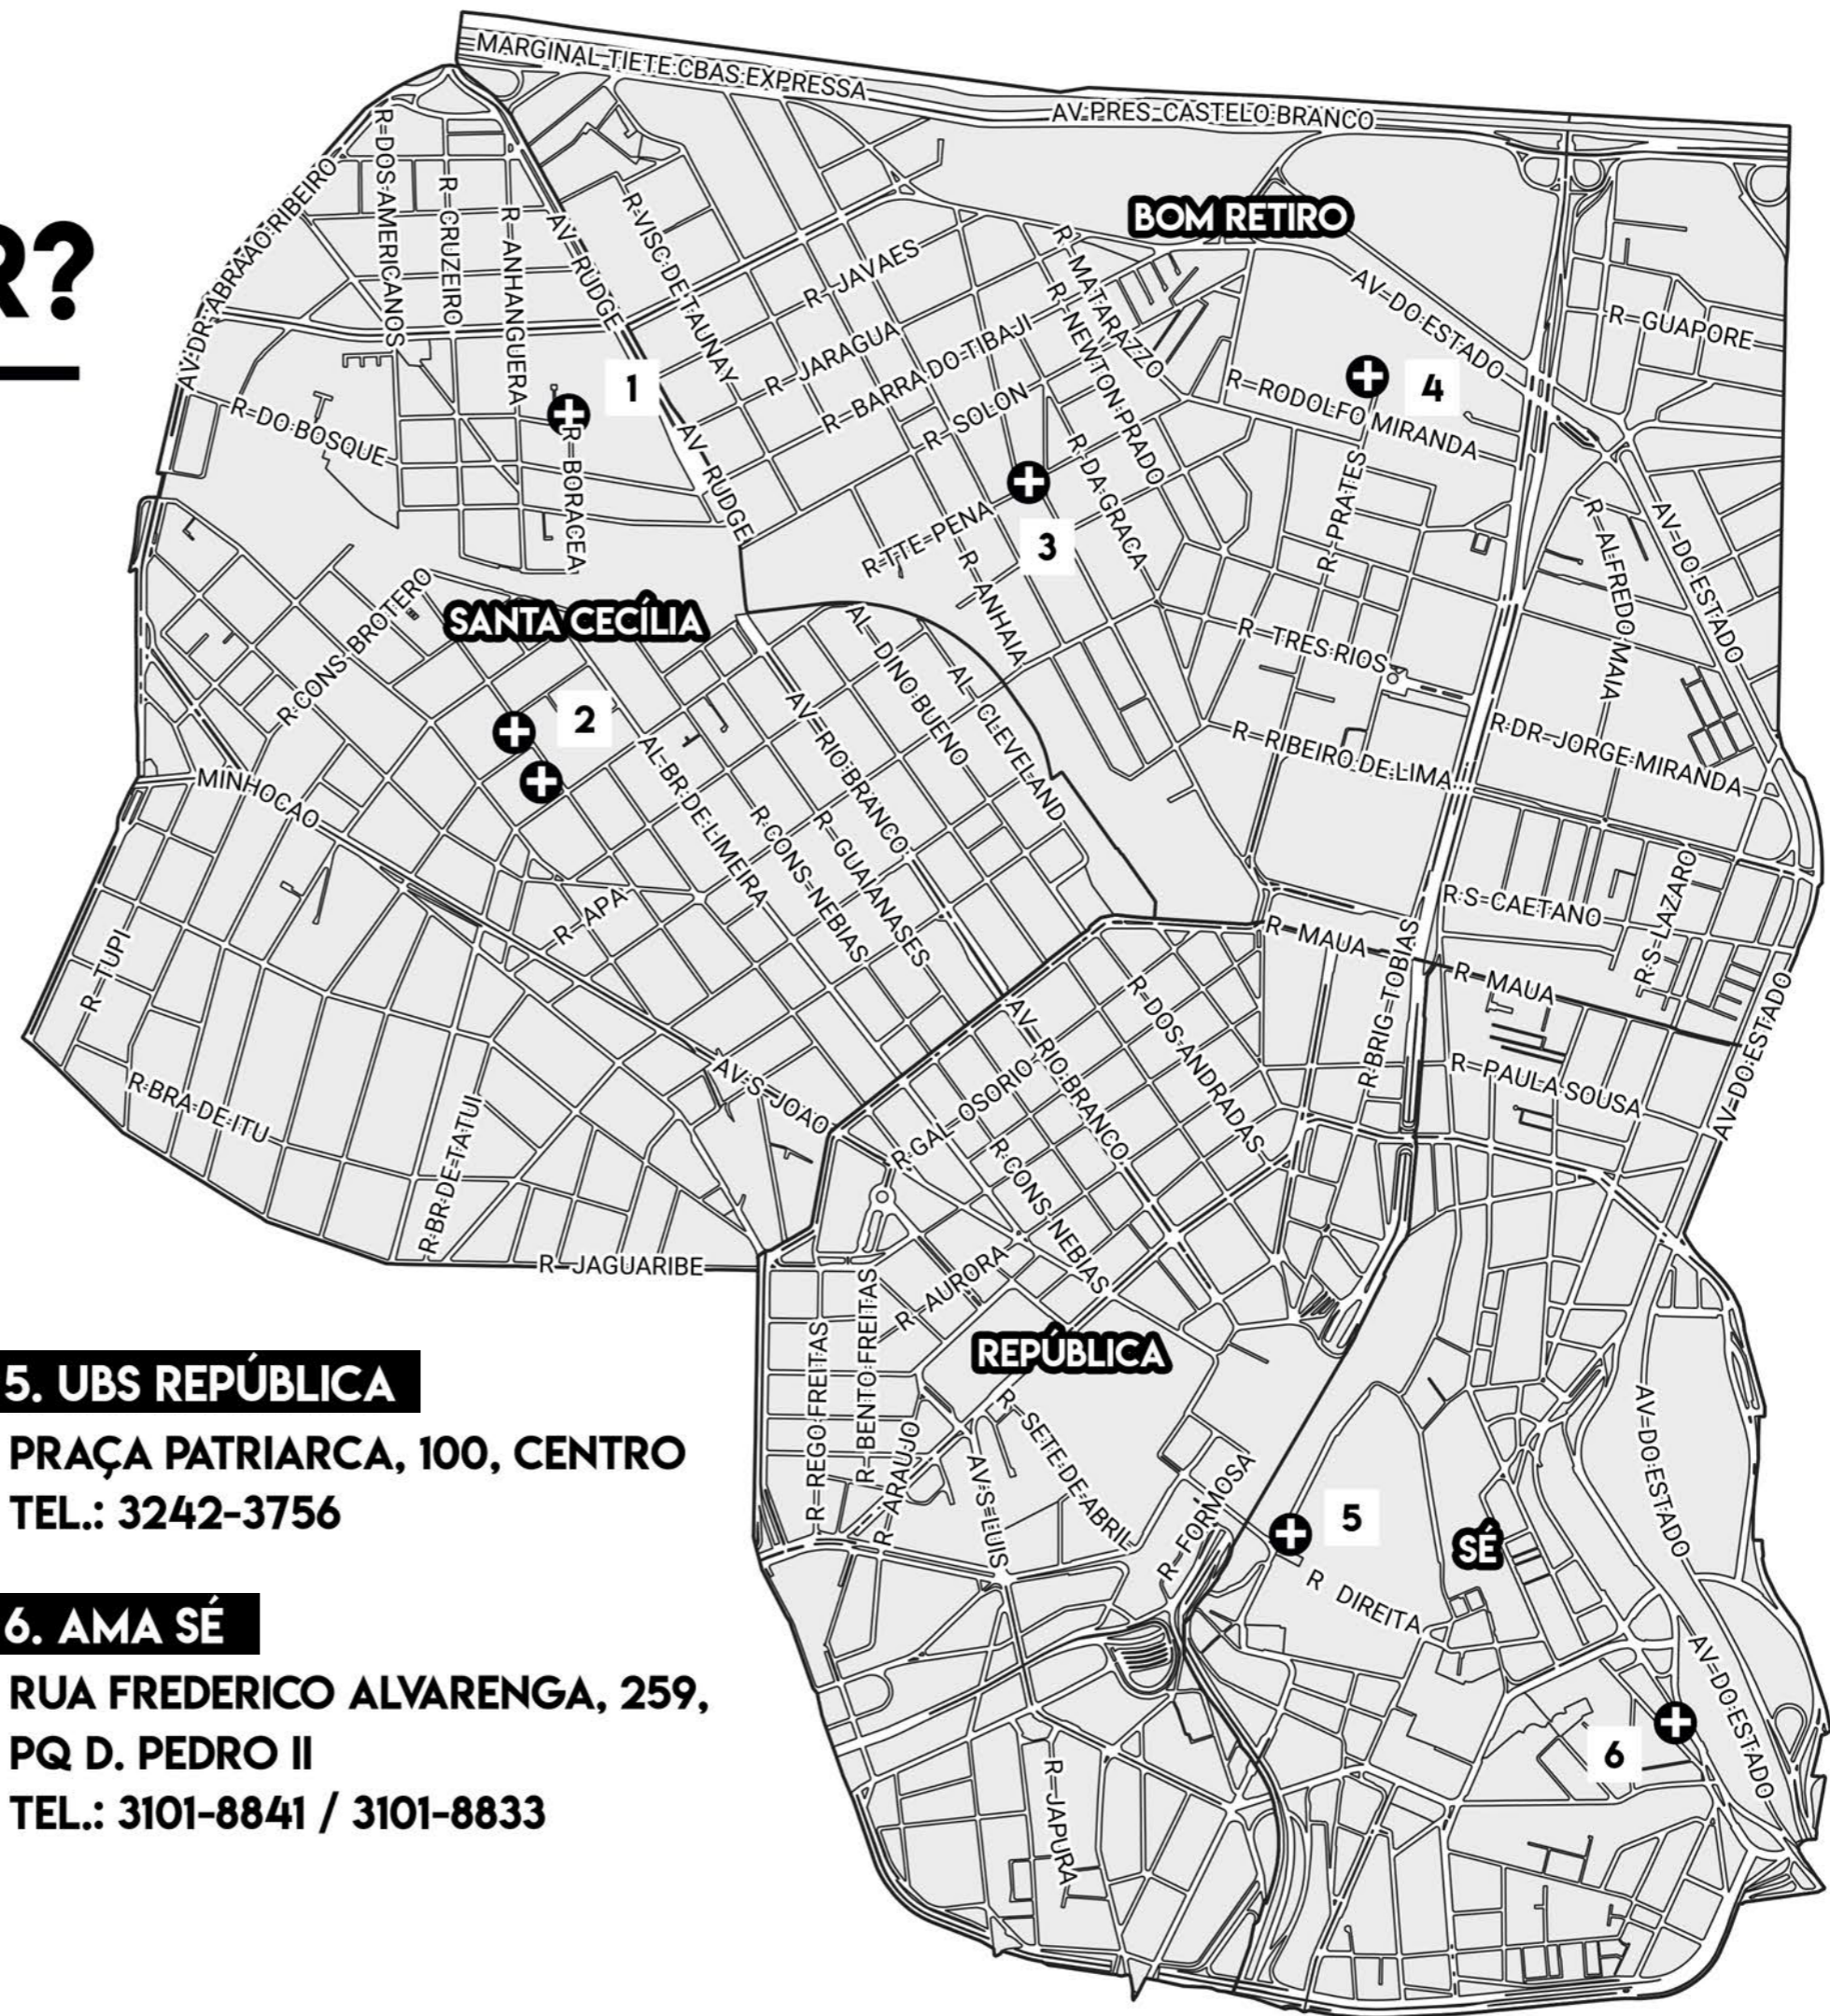 R?
MARGINAL TIETE CBAS EXPRESSA
AV PRES CASTELO BRANCO
R DOS AMERICANOS
R CRUZEIRO
R ANHANGUERA
AV RUDGE
R VISC DE TAUNAY
AV DR ABRAAO RIBEIRO
BOM RETIRO
R JAVAES
R MATARAZZO
R NEWTON PRADO
AV DO ESTADO
R GUAPORE
R JARAGUA
R BARRA DO TIBAJI
R SOLON
1
4
R RODOLFO MIRANDA
R DO BOSQUE
R BORACEA
AV RUDGE
R DA GRACA
R PRATES
R TTE PENA
3
R ANHAIA
R ALFREDO MAIA
AV DO ESTADO
R CONS BROTERO
SANTA CECÍLIA
AL DINO BUENO
AL CLEVELAND
R TRES RIOS
2
AV RIO BRANCO
R RIBEIRO DE LIMA
R DR JORGE MIRANDA
MINHOCAO
AL BR DE LIMEIRA
R CONS NEBIAS
R GUAIANASES
R APA
R TUPI
R S CAETANO
R S LAZARO
R MAUA
R BRIG TOBIAS
R MAUA
R DOS ANDRADAS
AV RIO BRANCO
R PAULA SOUSA
AV DO ESTADO
R BRA DE ITU
R BR DE TATUI
AV S JOAO
R GAL OSORIO
R CONS NEBIAS
R JAGUARIBE
R AURORA
R BENTO FREITAS
R REGO FREITAS
REPÚBLICA
R ARAUJO
AV S LUIS
R SETE DE ABRIL
R FORMOSA
5
SÉ
R DIREITA
AV DO ESTADO
AV DO ESTADO
6
R JAPURA
5. UBS REPÚBLICA
PRAÇA PATRIARCA, 100, CENTRO
TEL.: 3242-3756
6. AMA SÉ
RUA FREDERICO ALVARENGA, 259,
PQ D. PEDRO II
TEL.: 3101-8841 / 3101-8833